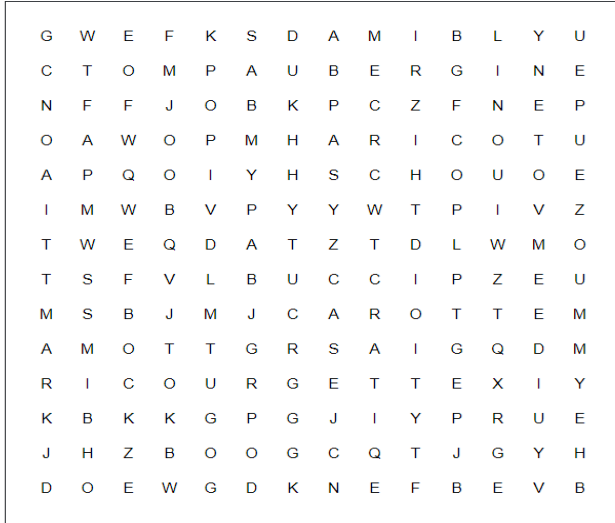 G W E F K S D A M I B L Y U
C T O M P A U B E R G I N E
N F F J O B K P C Z F N E P
O A W O P M H A R I C O T U
A P Q O I Y H S C H O U O E
I M W B V P Y Y W T P I V Z
T W E Q D A T Z T D L W M O
T S F V L B U C C I P Z E U
M S B J M J C A R O T T E M
A M O T T G R S A I G Q D M
R I C O U R G E T T E X I Y
K B K K G P G J I Y P R U E
J H Z B O O G C Q T J G Y H
D O E W G D K N E F B E V B